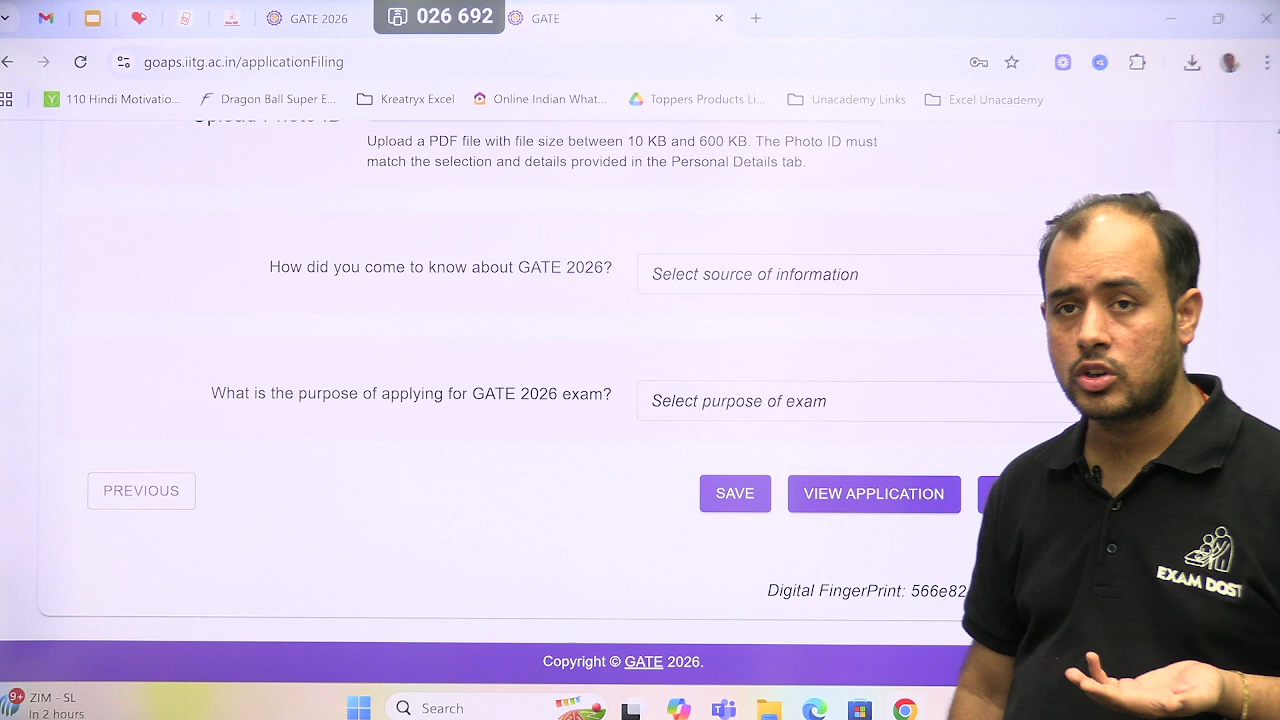 GATE 2026
026 692
GATE
goaps.iitg.ac.in/applicationFiling
110 Hindi Motivatio...
Dragon Ball Super E...
Kreatryx Excel
Online Indian What...
Toppers Products Li...
Unacademy Links
Excel Unacademy
Upload Photo ID
Upload a PDF file with file size between 10 KB and 600 KB. The Photo ID must
match the selection and details provided in the Personal Details tab.
How did you come to know about GATE 2026?
Select source of information
What is the purpose of applying for GATE 2026 exam?
Select purpose of exam
PREVIOUS
SAVE
VIEW APPLICATION
Digital FingerPrint: 566e82
EXAM DOST
Copyright © GATE 2026.
9+
ZIM - SL
In 2 hours
Search